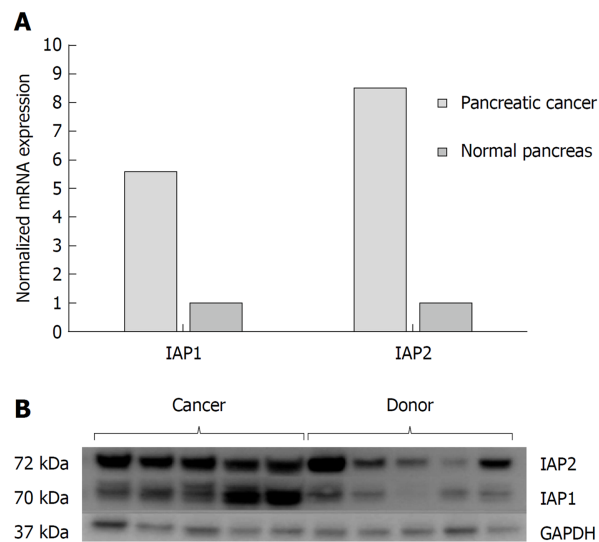 A
Normalized mRNA expression
10
9
8
7
6
5
4
3
2
1
0
Pancreatic cancer
Normal pancreas
IAP1 IAP2
B
Cancer Donor
72 kDa IAP2
70 kDa IAP1
37 kDa GAPDH